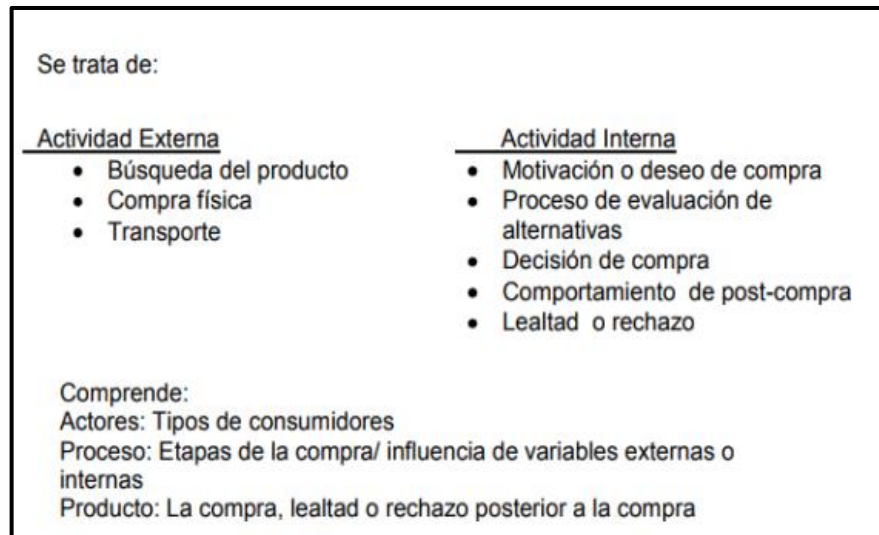 Se trata de:
Actividad Externa
• Búsqueda del producto
• Compra física
• Transporte
Actividad Interna
• Motivación o deseo de compra
• Proceso de evaluación de
alternativas
• Decisión de compra
• Comportamiento de post-compra
• Lealtad o rechazo
Comprende:
Actores: Tipos de consumidores
Proceso: Etapas de la compra/ influencia de variables externas o
internas
Producto: La compra, lealtad o rechazo posterior a la compra